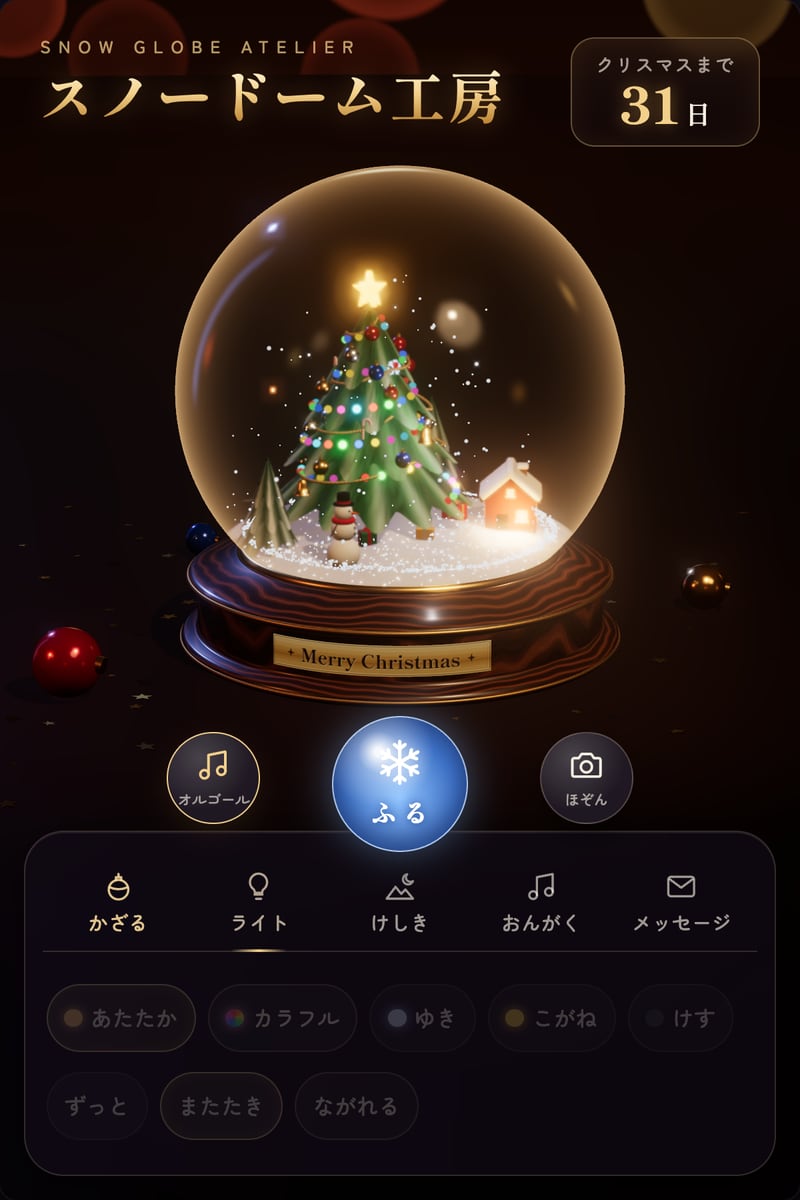 SNOW GLOBE ATELIER
スノードーム工房
クリスマスまで
31日
Merry Christmas
オルゴール
ふる
ほぞん
かざる
ライト
けしき
おんがく
メッセージ
あたたか
カラフル
ゆき
こがね
けす
ずっと
またたき
ながれる